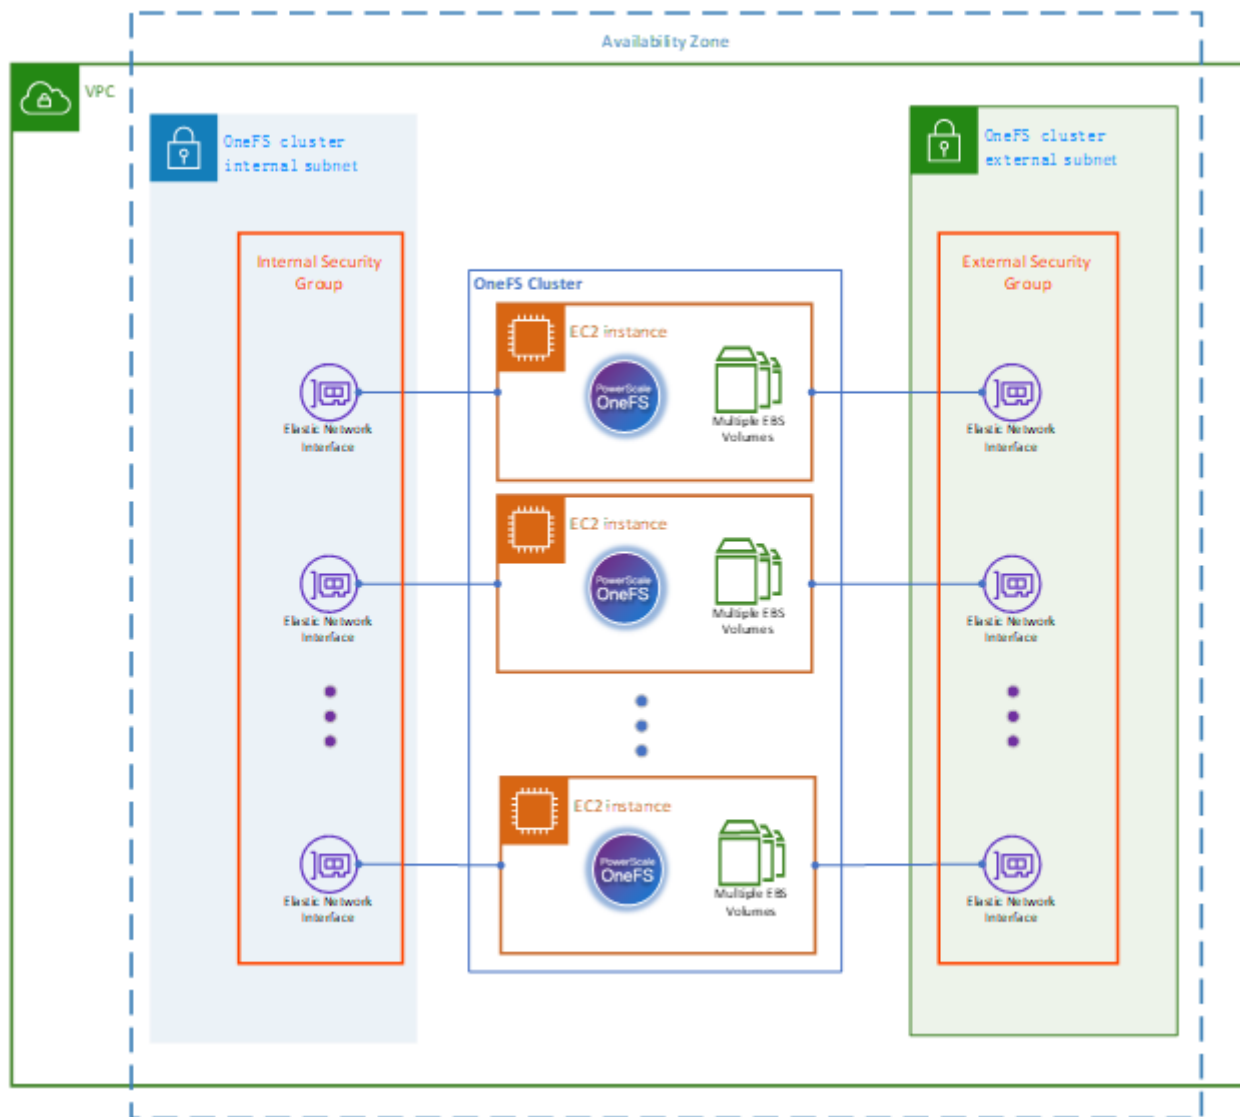 Availability Zone
VPC
OneFS cluster
internal subnet
OneFS cluster
external subnet
Internal Security
Group
External Security
Group
OneFS Cluster
EC2 instance
PowerScale
OneFS
Multiple EBS
Volumes
Elastic Network
Interface
Elastic Network
Interface
EC2 instance
PowerScale
OneFS
Multiple EBS
Volumes
Elastic Network
Interface
Elastic Network
Interface
EC2 instance
PowerScale
OneFS
Multiple EBS
Volumes
Elastic Network
Interface
Elastic Network
Interface